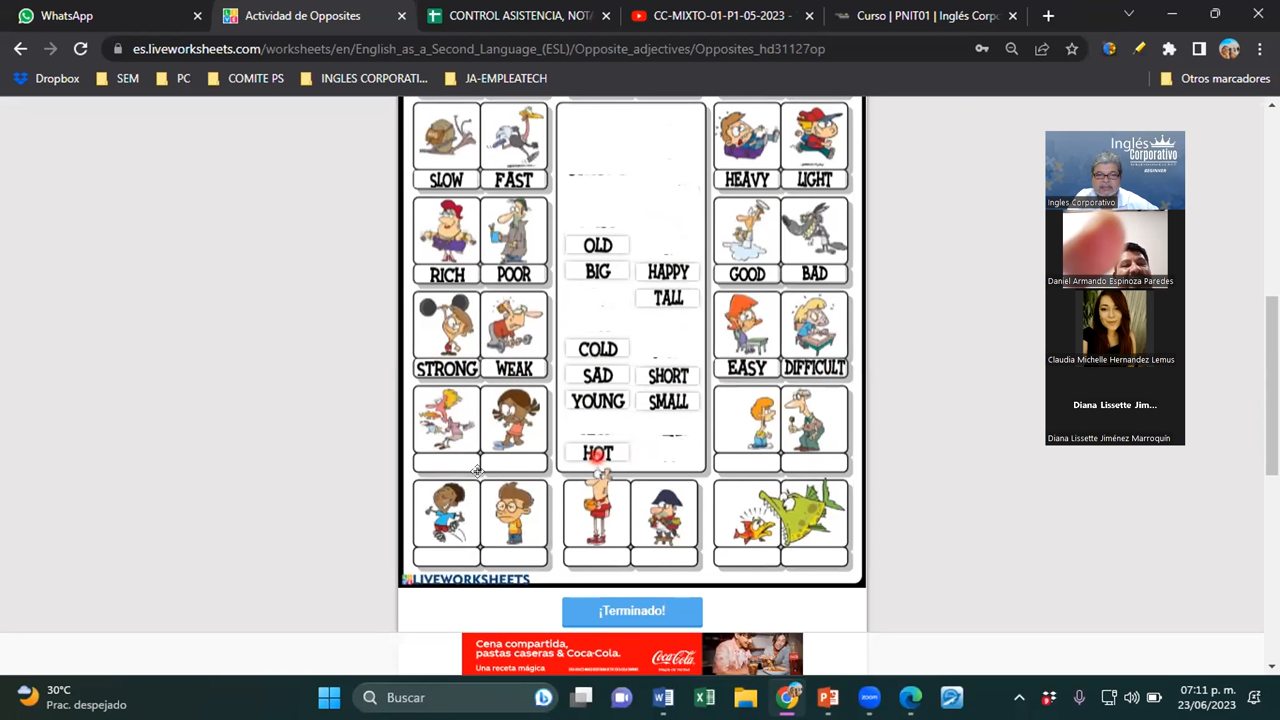 WhatsApp
Actividad de Opposites
CONTROL ASISTENCIA, NOTA
CC-MIXTO-01-P1-05-2023 -
Curso | PNIT01 | Inglés Corp
es.liveworksheets.com/worksheets/en/English_as_a_Second_Language_(ESL)/Opposite_adjectives/Opposites_hd31127op
Dropbox
SEM
PC
COMITE PS
INGLES CORPORATI...
JA-EMPLEATECH
Otros marcadores
SLOW FAST
HEAVY LIGHT
OLD
RICH POOR
BIG HAPPY
GOOD BAD
TALL
COLD
STRONG WEAK
SAD SHORT
EASY DIFFICULT
YOUNG SMALL
HOT
LIVEWORKSHEETS
¡Terminado!
Cena compartida,
pastas caseras & Coca-Cola.
Una receta mágica
Coca-Cola
Inglés
Corporativo
BEGINNER
Ingles Corporativo
Daniel Armando Espinoza Paredes
Claudia Michelle Hernandez Lemus
Diana Lissette Jim...
Diana Lissette Jiménez Marroquín
30°C
Prac. despejado
Buscar
07:11 p. m.
23/06/2023